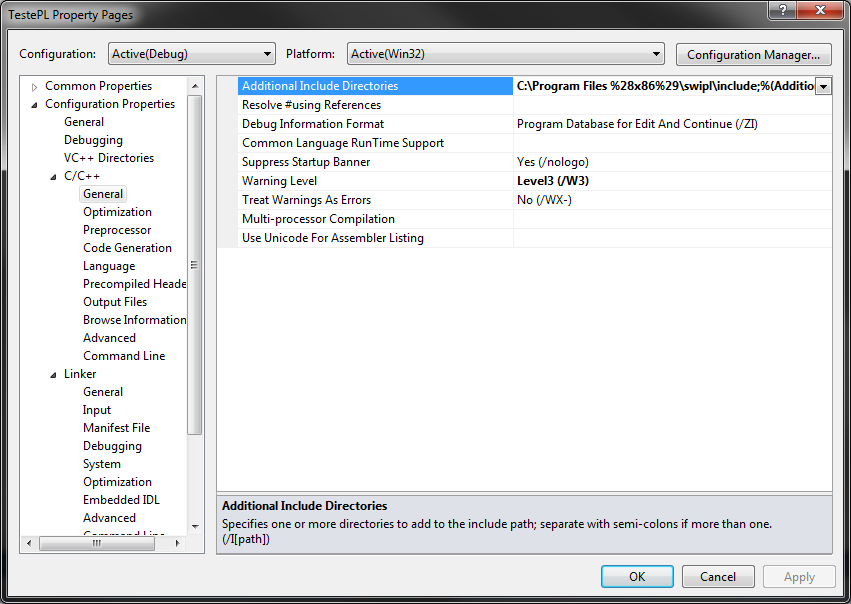 TestePL Property Pages
Configuration: Active(Debug) Platform: Active(Win32) Configuration Manager...
Common Properties
Configuration Properties
General
Debugging
VC++ Directories
C/C++
General
Optimization
Preprocessor
Code Generation
Language
Precompiled Heade
Output Files
Browse Information
Advanced
Command Line
Linker
General
Input
Manifest File
Debugging
System
Optimization
Embedded IDL
Advanced
Command Line
Additional Include Directories C:\Program Files %28x86%29\swipl\include;%(Additio
Resolve #using References
Debug Information Format Program Database for Edit And Continue (/ZI)
Common Language RunTime Support
Suppress Startup Banner Yes (/nologo)
Warning Level Level3 (/W3)
Treat Warnings As Errors No (/WX-)
Multi-processor Compilation
Use Unicode For Assembler Listing
Additional Include Directories
Specifies one or more directories to add to the include path; separate with semi-colons if more than one.
(/I[path])
OK Cancel Apply